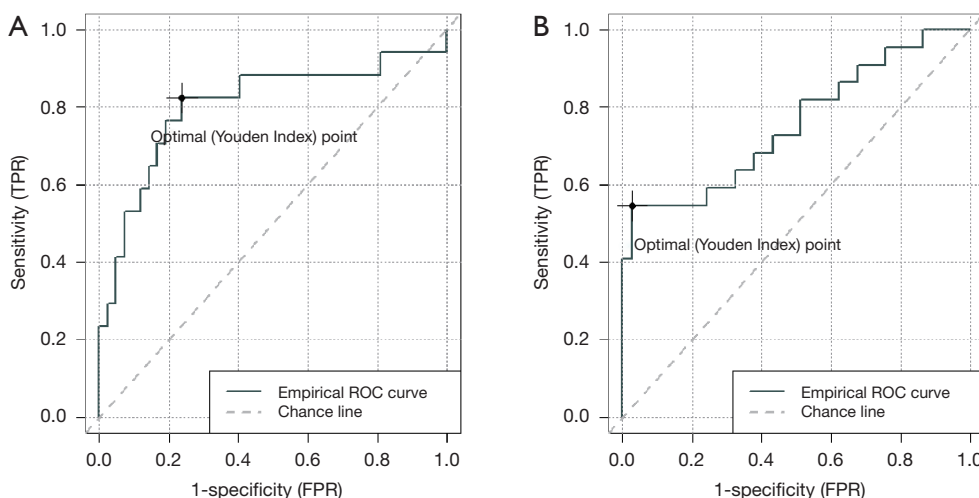 A
1.0
0.8
0.6
0.4
0.2
0.0
Sensitivity (TPR)
Optimal (Youden Index) point
Empirical ROC curve
Chance line
0.0 0.2 0.4 0.6 0.8 1.0
1-specificity (FPR)
B
1.0
0.8
0.6
0.4
0.2
0.0
Sensitivity (TPR)
Optimal (Youden Index) point
Empirical ROC curve
Chance line
0.0 0.2 0.4 0.6 0.8 1.0
1-specificity (FPR)